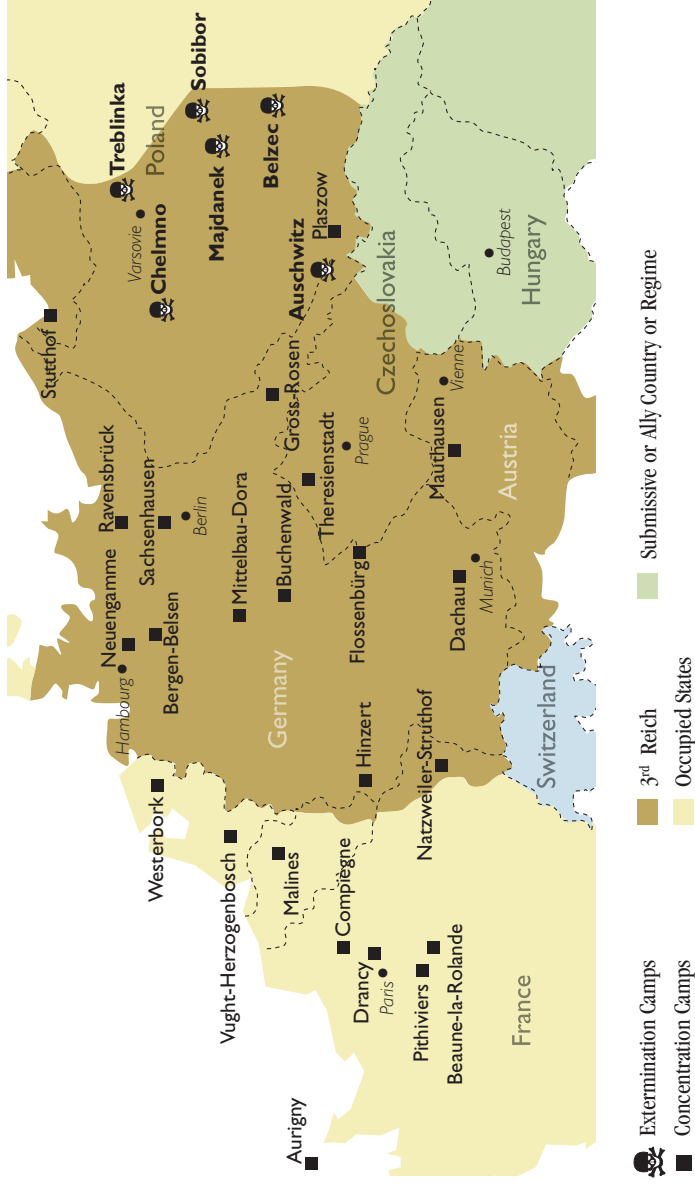 Stutthof
Treblinka
Poland
Sobibor
Varsovie
Chelmno
Majdanek
Belzec
Auschwitz
Plaszow
Ravensbrück
Sachsenhausen
Berlin
Neuengamme
Hambourg
Bergen-Belsen
Mittelbau-Dora
Buchenwald
Gross-Rosen
Theresienstadt
Prague
Czechoslovakia
Budapest
Hungary
Germany
Flossenbürg
Mauthausen
Vienne
Austria
Dachau
Munich
Westerbork
Vught-Herzogenbosch
Malines
Hinzert
Natzweiler-Struthof
Switzerland
Compiegne
Drancy
Paris
Pithiviers
Beaune-la-Rolande
France
Aurigny
Extermination Camps
Concentration Camps
3rd Reich
Occupied States
Submissive or Ally Country or Regime